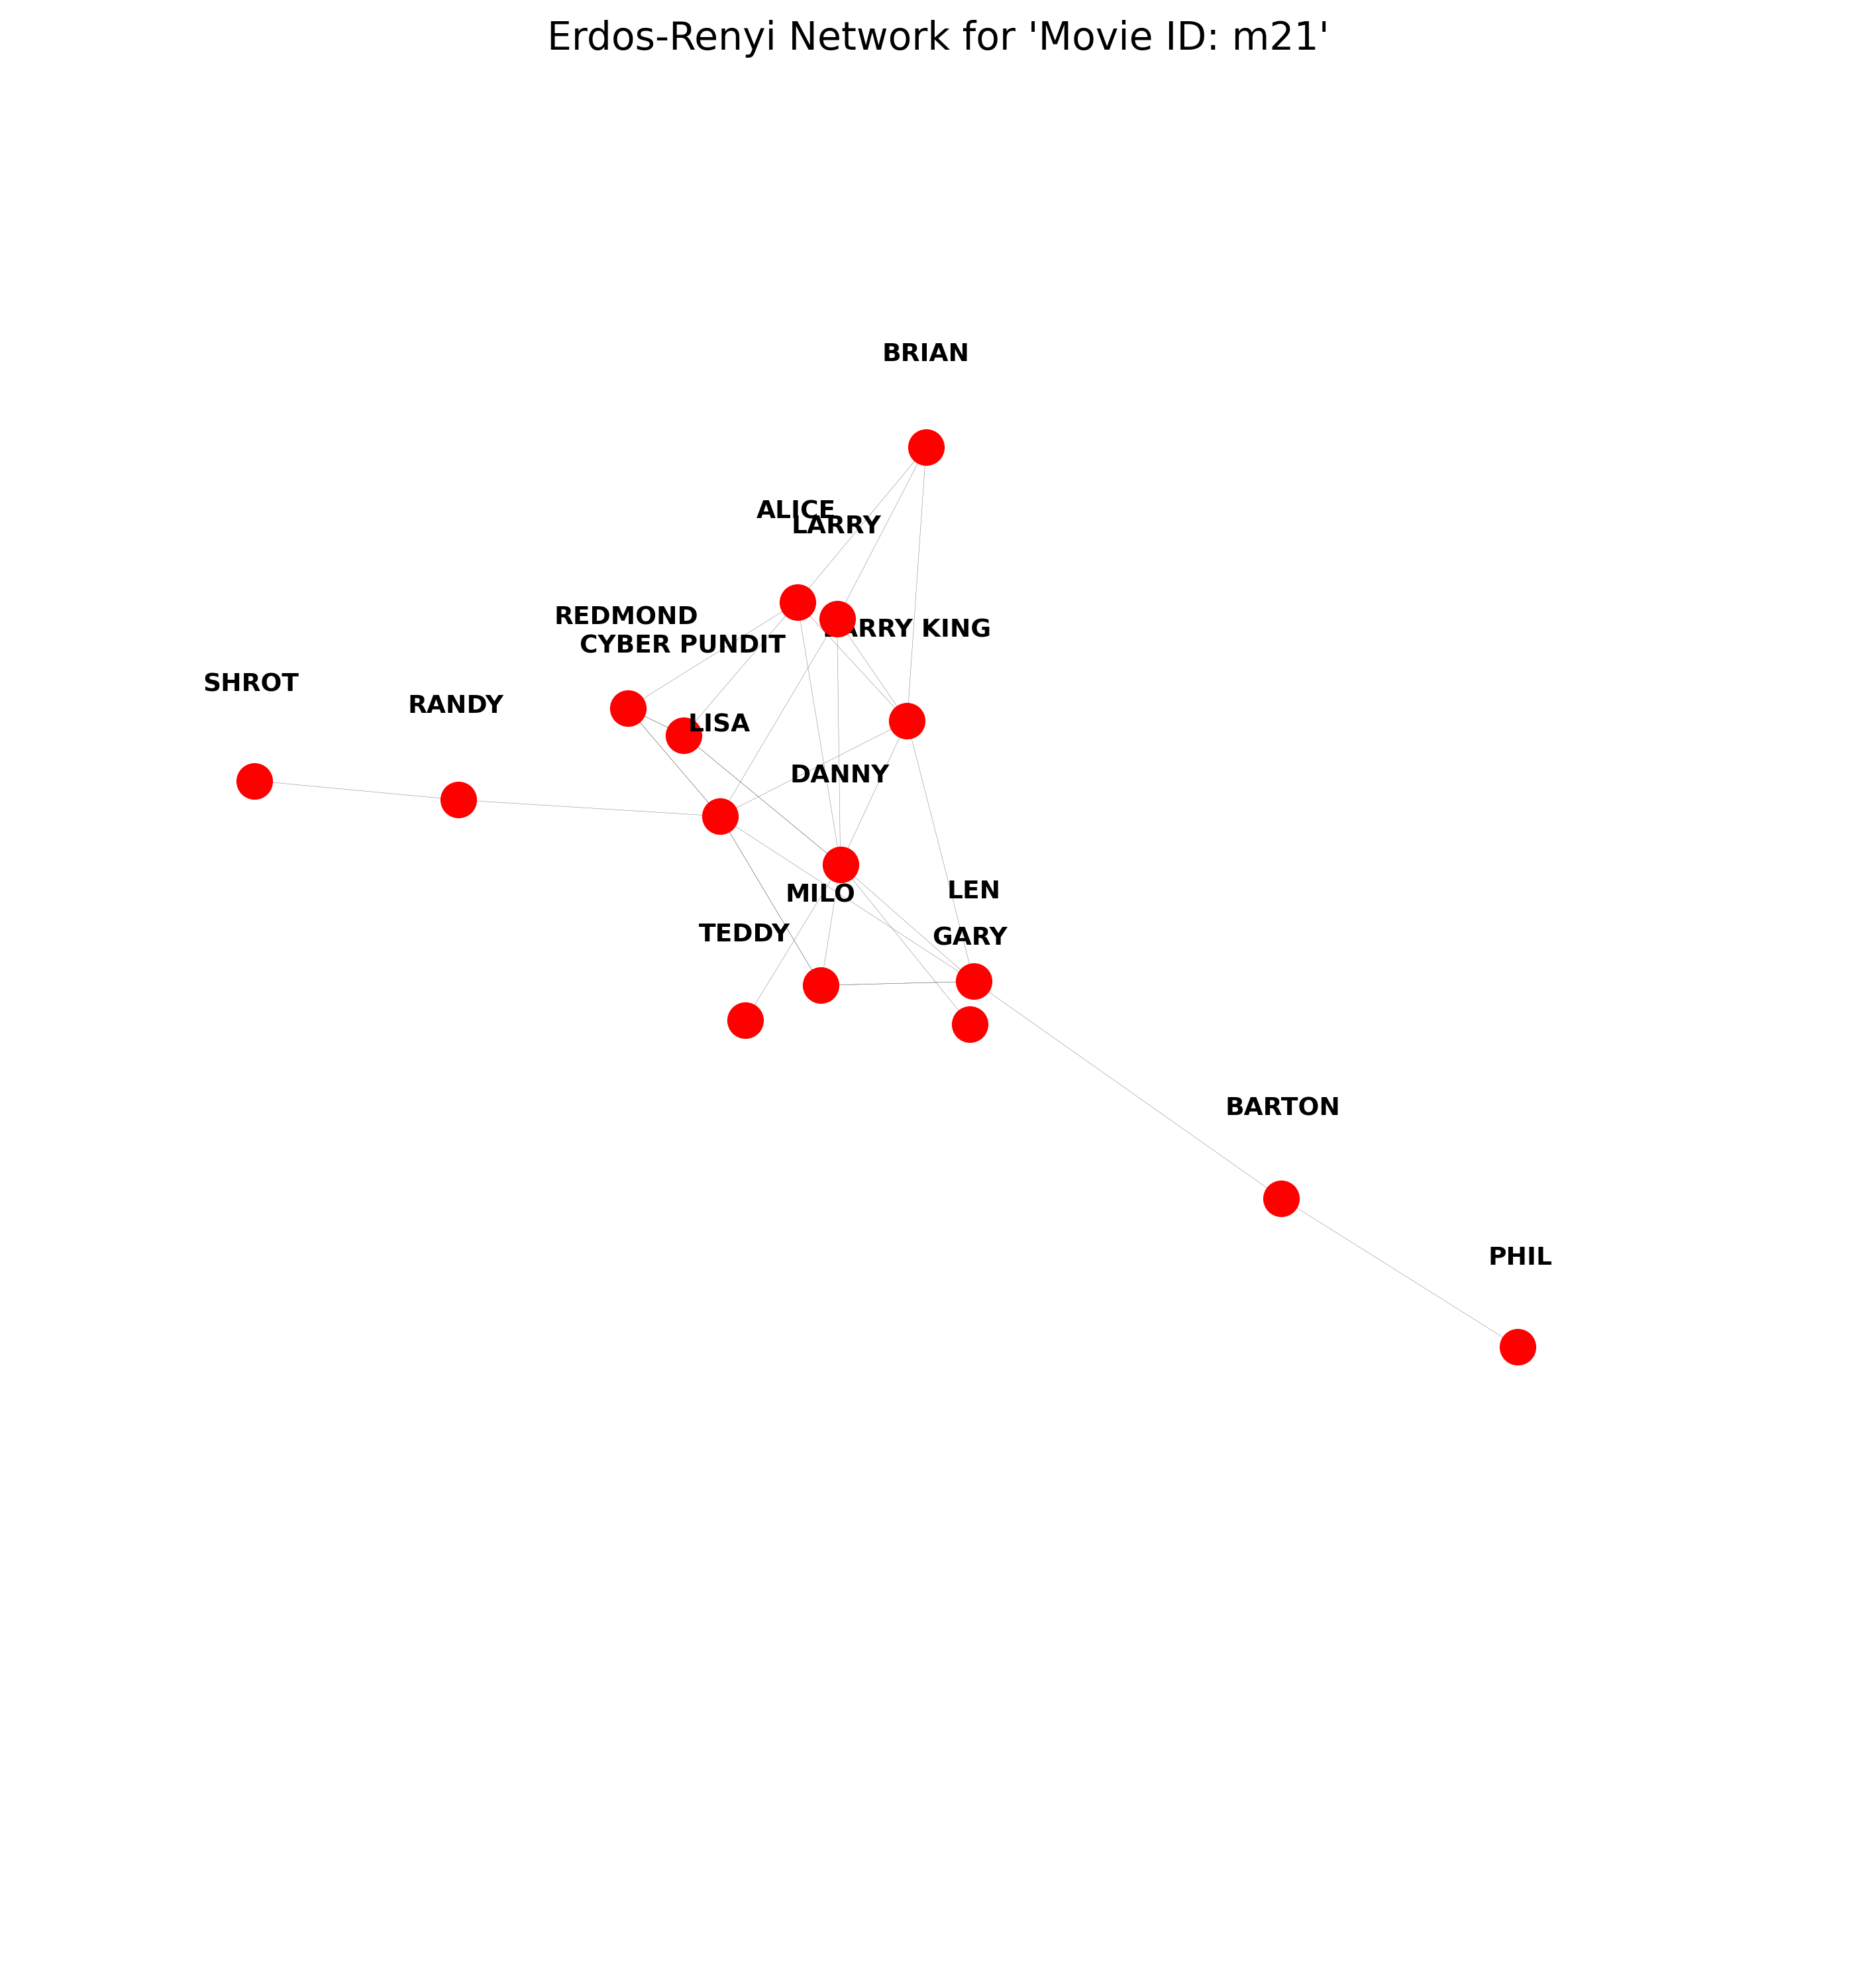 Erdos-Renyi Network for 'Movie ID: m21'
BRIAN
ALICE
LARRY
REDMOND
LARRY KING
CYBER PUNDIT
SHROT
RANDY
LISA
DANNY
MILO
LEN
TEDDY
GARY
BARTON
PHIL